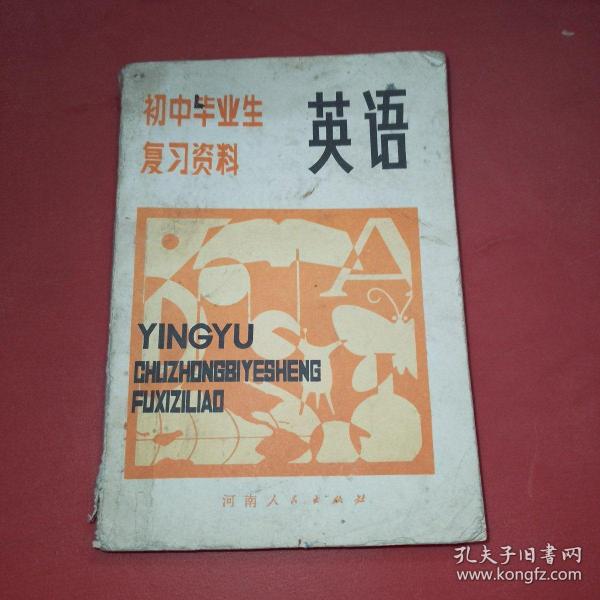 初中毕业生
复习资料
英语
YINGYU
CHUZHONGBIYESHENG
FUXIZILIAO
河南人民出版社
孔夫子旧书网
www.kongfz.com